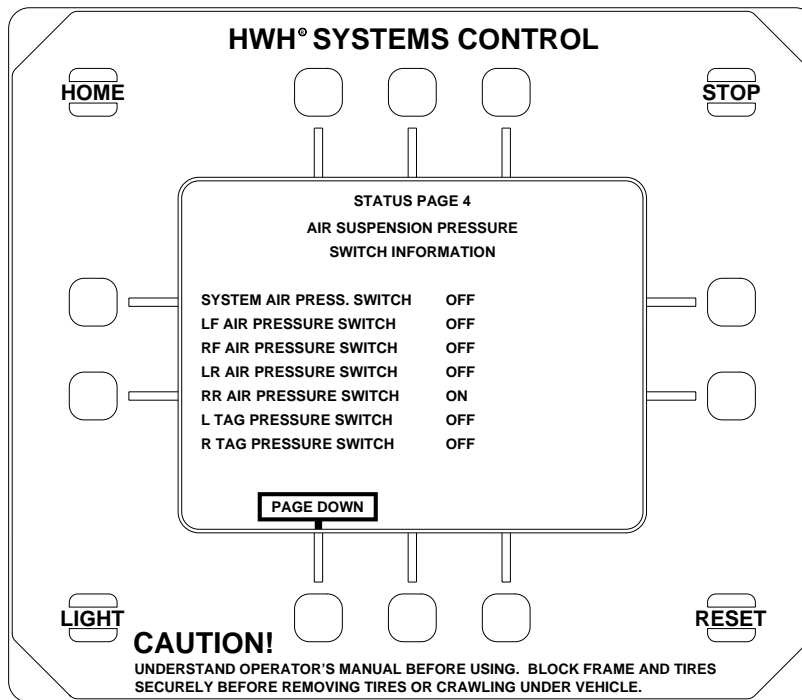 HWH® SYSTEMS CONTROL
HOME
STOP
STATUS PAGE 4
AIR SUSPENSION PRESSURE
SWITCH INFORMATION
SYSTEM AIR PRESS. SWITCH OFF
LF AIR PRESSURE SWITCH OFF
RF AIR PRESSURE SWITCH OFF
LR AIR PRESSURE SWITCH OFF
RR AIR PRESSURE SWITCH ON
L TAG PRESSURE SWITCH OFF
R TAG PRESSURE SWITCH OFF
PAGE DOWN
LIGHT
RESET
CAUTION!
UNDERSTAND OPERATOR'S MANUAL BEFORE USING. BLOCK FRAME AND TIRES
SECURELY BEFORE REMOVING TIRES OR CRAWLING UNDER VEHICLE.